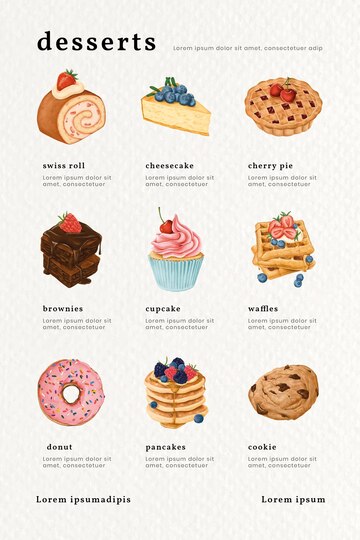 desserts
Lorem ipsum dolor sit amet, consectetuer adip
swiss roll
Lorem ipsum dolor sit
amet, consectetuer
cheesecake
Lorem ipsum dolor sit
amet, consectetuer
cherry pie
Lorem ipsum dolor sit
amet, consectetuer
brownies
Lorem ipsum dolor sit
amet, consectetuer
cupcake
Lorem ipsum dolor sit
amet, consectetuer
waffles
Lorem ipsum dolor sit
amet, consectetuer
donut
Lorem ipsum dolor sit
amet, consectetuer
pancakes
Lorem ipsum dolor sit
amet, consectetuer
cookie
Lorem ipsum dolor sit
amet, consectetuer
Lorem ipsumadipis
Lorem ipsum